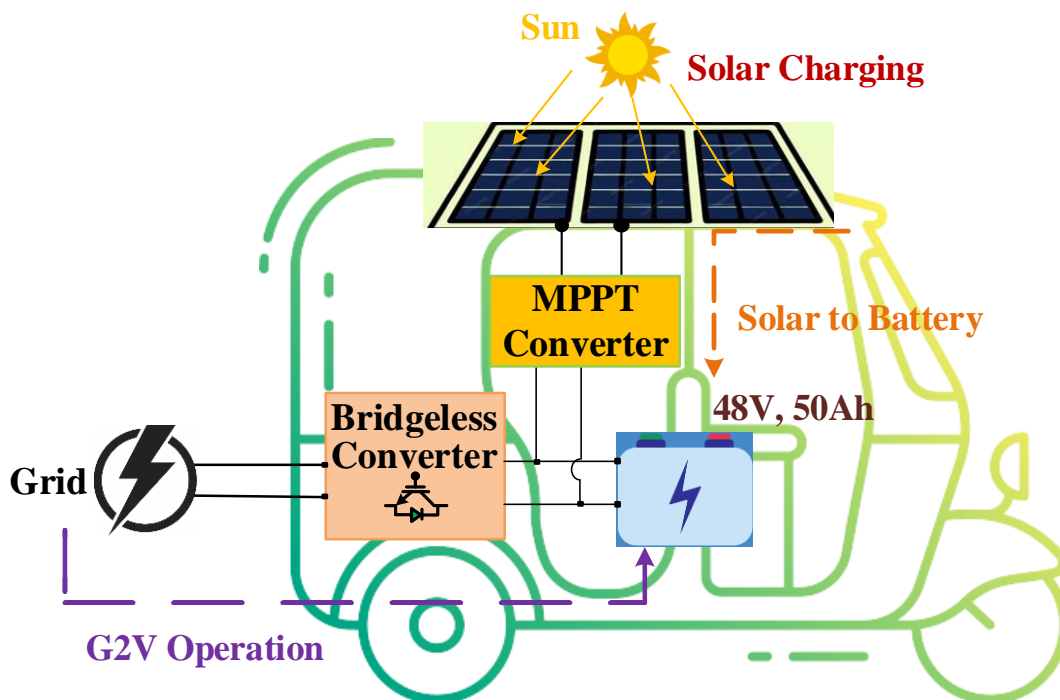 Sun
Solar Charging
MPPT
Converter
Solar to Battery
48V, 50Ah
Bridgeless
Converter
Grid
G2V Operation